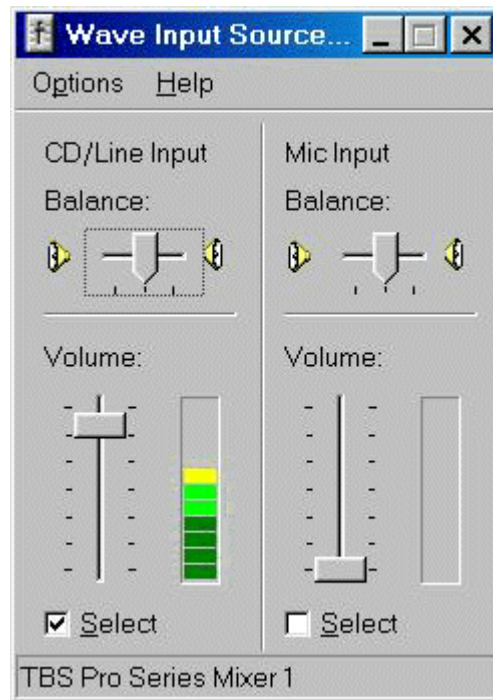 Wave Input Source...
Options Help
CD/Line Input
Balance:
Volume:
Select
Mic Input
Balance:
Volume:
Select
TBS Pro Series Mixer 1